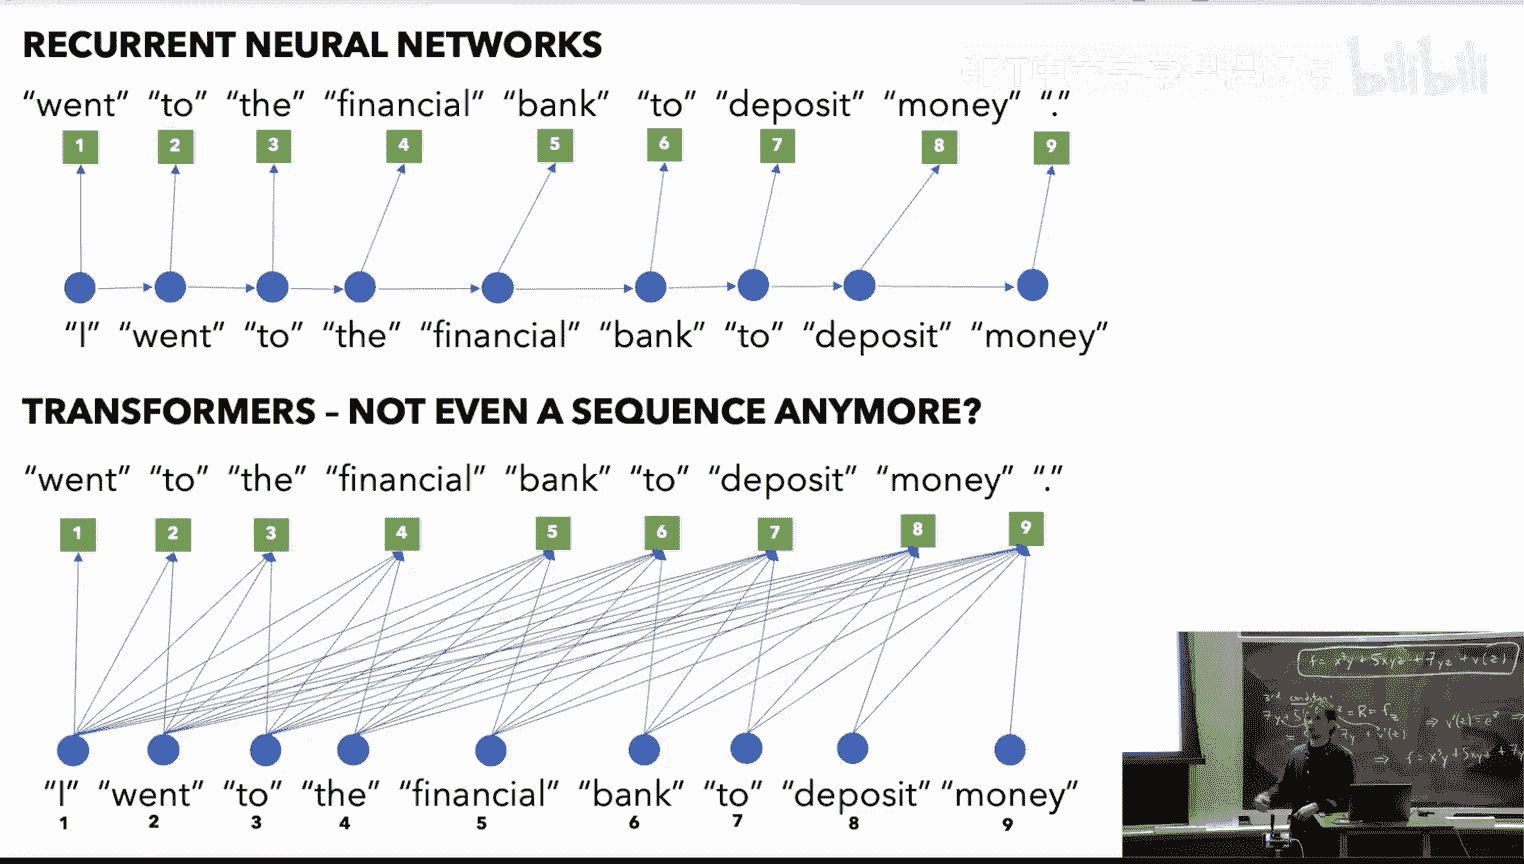 RECURRENT NEURAL NETWORKS
“went” “to” “the” “financial” “bank” “to” “deposit” “money” “.”
1 2 3 4 5 6 7 8 9
“I” “went” “to” “the” “financial” “bank” “to” “deposit” “money”
TRANSFORMERS – NOT EVEN A SEQUENCE ANYMORE?
“went” “to” “the” “financial” “bank” “to” “deposit” “money” “.”
1 2 3 4 5 6 7 8 9
“I” “went” “to” “the” “financial” “bank” “to” “deposit” “money”
1 2 3 4 5 6 7 8 9
bilibili
f = x³y + 5xyz + 7yz + v(z)